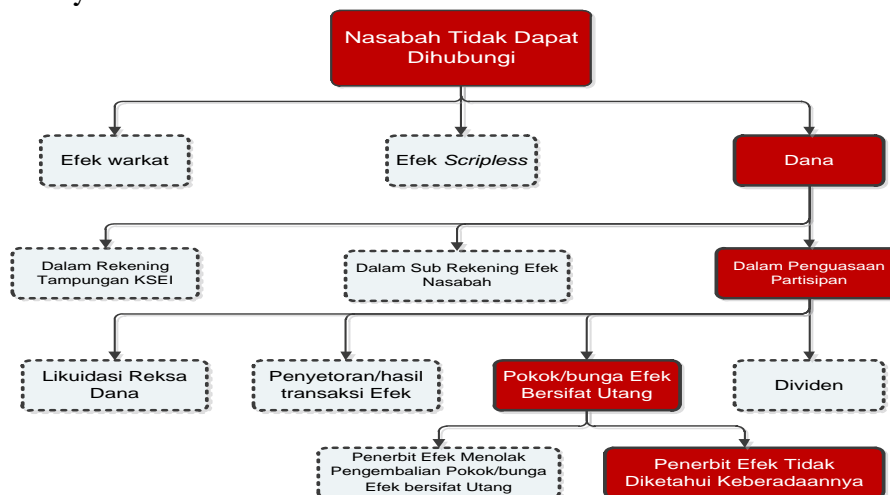 Nasabah Tidak Dapat
Dihubungi
Efek warkat
Efek Scripless
Dana
Dalam Rekening
Tampungan KSEI
Dalam Sub Rekening Efek
Nasabah
Dalam Penguasaan
Partisipan
Likuidasi Reksa
Dana
Penyetoran/hasil
transaksi Efek
Pokok/bunga Efek
Bersifat Utang
Dividen
Penerbit Efek Menolak
Pengembalian Pokok/bunga
Efek bersifat Utang
Penerbit Efek Tidak
Diketahui Keberadaannya